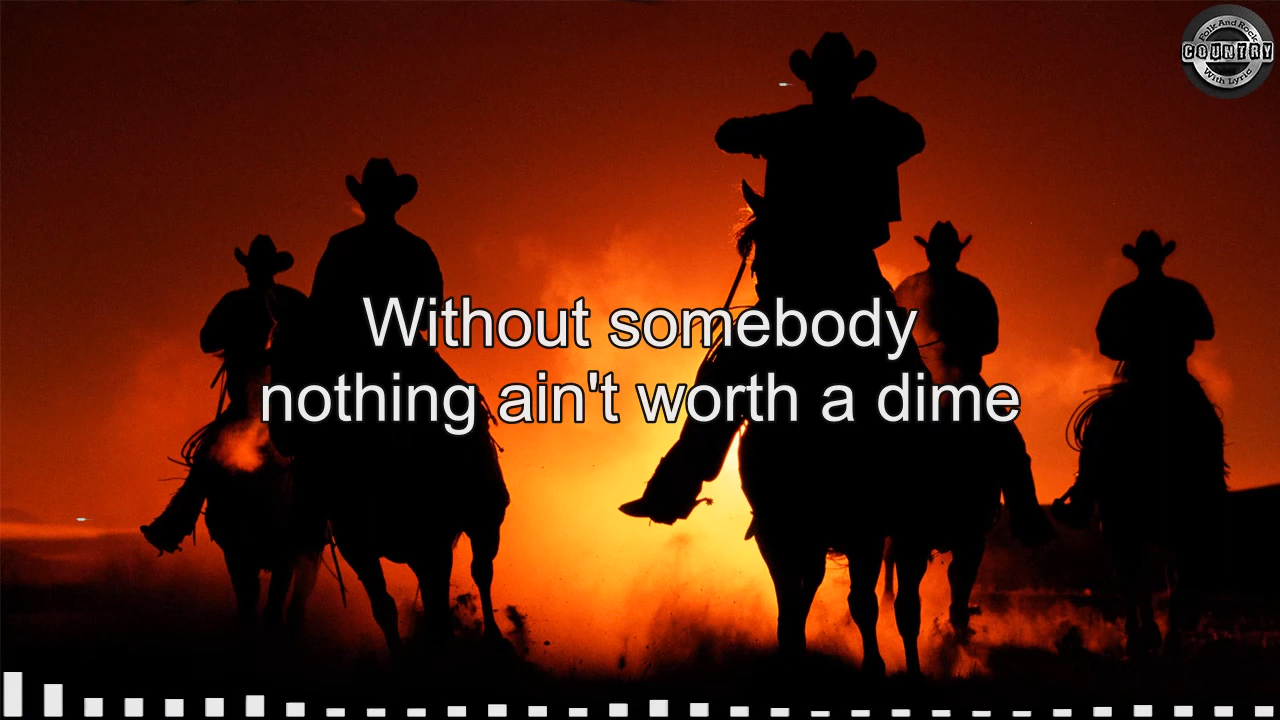 Folk And Rock
COUNTRY
With Lyric
Without somebody
nothing ain't worth a dime